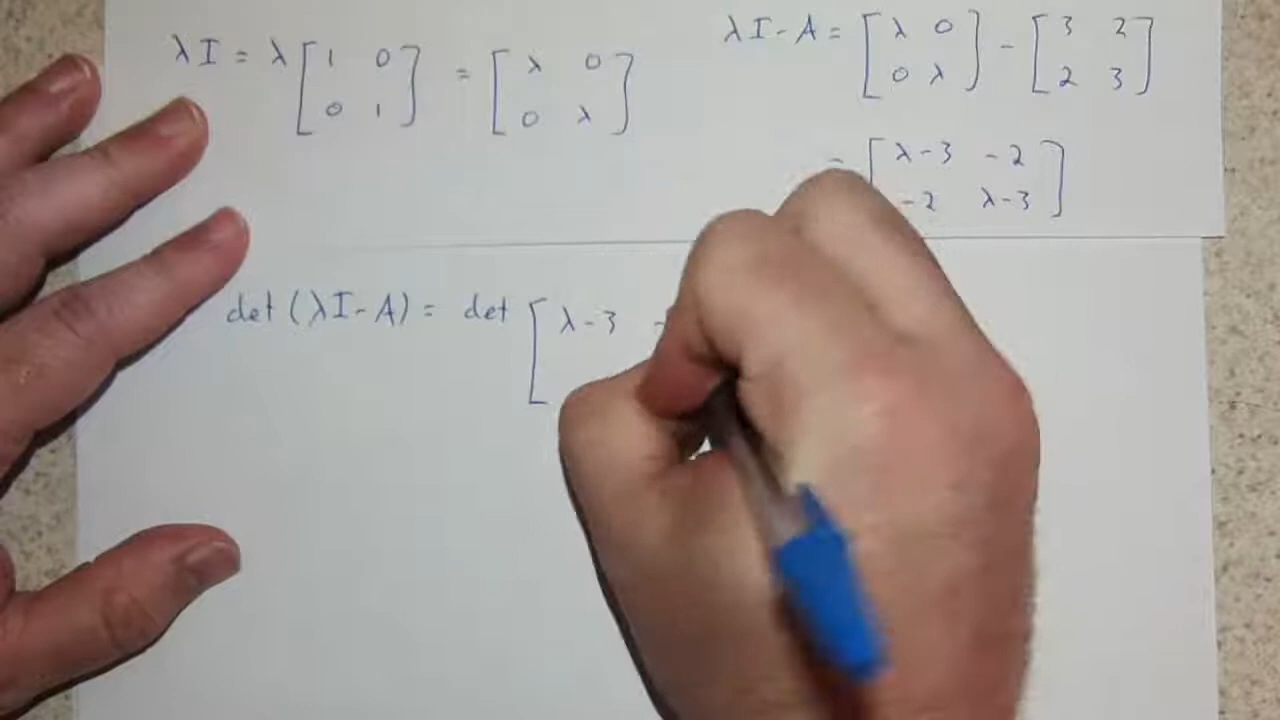 λI = λ [ 1 0 ] = [ λ 0 ]
[ 0 1 ] [ 0 λ ]
λI - A = [ λ 0 ] - [ 3 2 ]
[ 0 λ ] [ 2 3 ]
= [ λ-3 -2 ]
-2 λ-3 ]
det (λI - A) = det [ λ-3 -